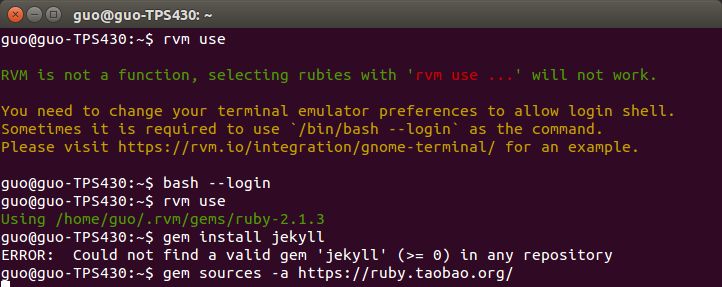 guo@guo-TPS430: ~
guo@guo-TPS430:~$ rvm use
RVM is not a function, selecting rubies with 'rvm use ...' will not work.
You need to change your terminal emulator preferences to allow login shell.
Sometimes it is required to use `/bin/bash --login` as the command.
Please visit https://rvm.io/integration/gnome-terminal/ for an example.
guo@guo-TPS430:~$ bash --login
guo@guo-TPS430:~$ rvm use
Using /home/guo/.rvm/gems/ruby-2.1.3
guo@guo-TPS430:~$ gem install jekyll
ERROR:  Could not find a valid gem 'jekyll' (>= 0) in any repository
guo@guo-TPS430:~$ gem sources -a https://ruby.taobao.org/